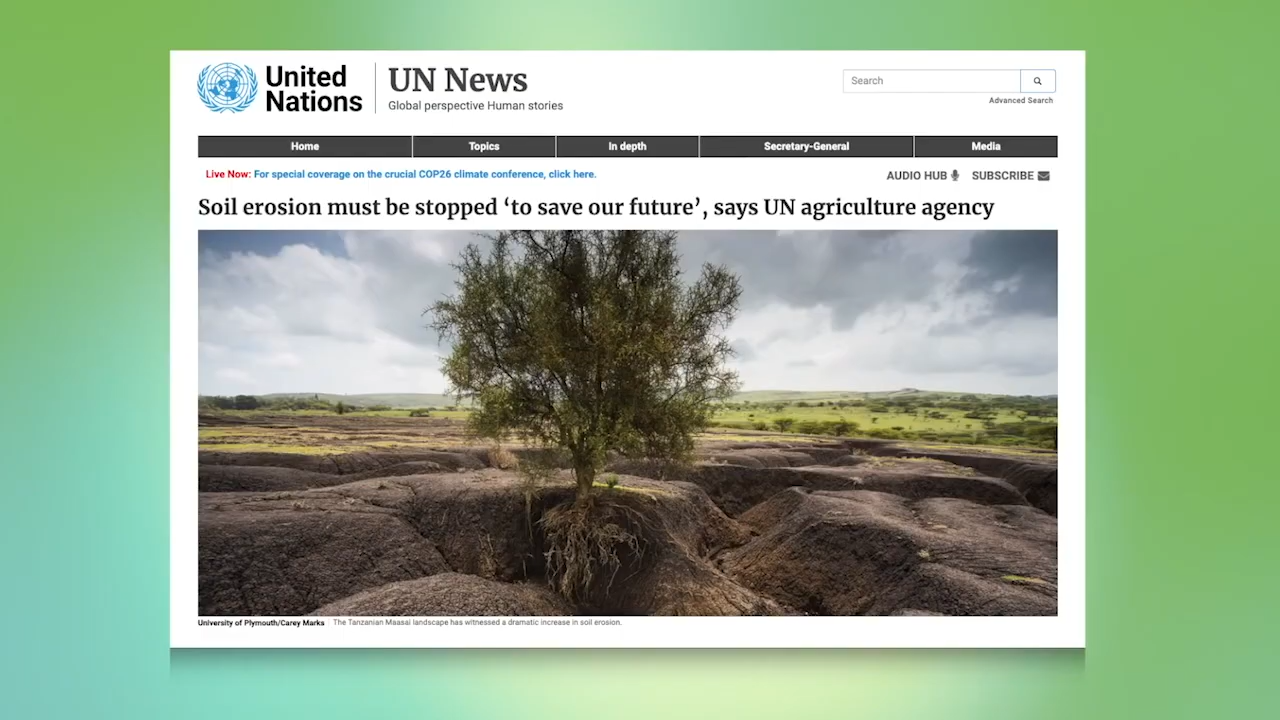 United
Nations
UN News
Global perspective Human stories
Search
Advanced Search
Home
Topics
In depth
Secretary-General
Media
Live Now: For special coverage on the crucial COP26 climate conference, click here.
AUDIO HUB
SUBSCRIBE
Soil erosion must be stopped ‘to save our future’, says UN agriculture agency
University of Plymouth/Carey Marks
The Tanzanian Maasai landscape has witnessed a dramatic increase in soil erosion.